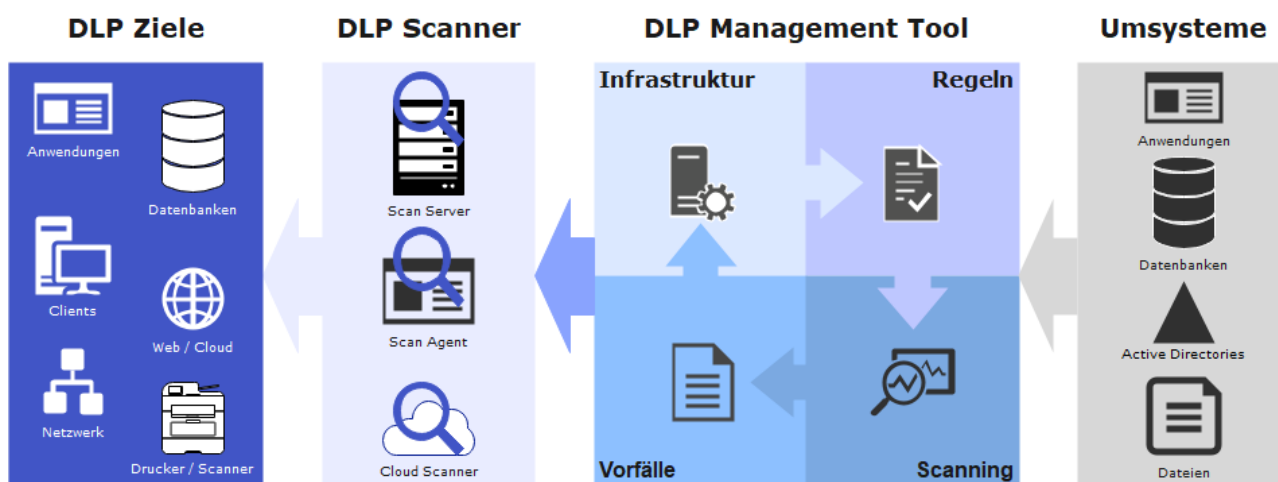 DLP Ziele
Anwendungen
Datenbanken
Clients
Web / Cloud
Netzwerk
Drucker / Scanner
DLP Scanner
Scan Server
Scan Agent
Cloud Scanner
DLP Management Tool
Infrastruktur
Regeln
Vorfälle
Scanning
Umsysteme
Anwendungen
Datenbanken
Active Directories
Dateien